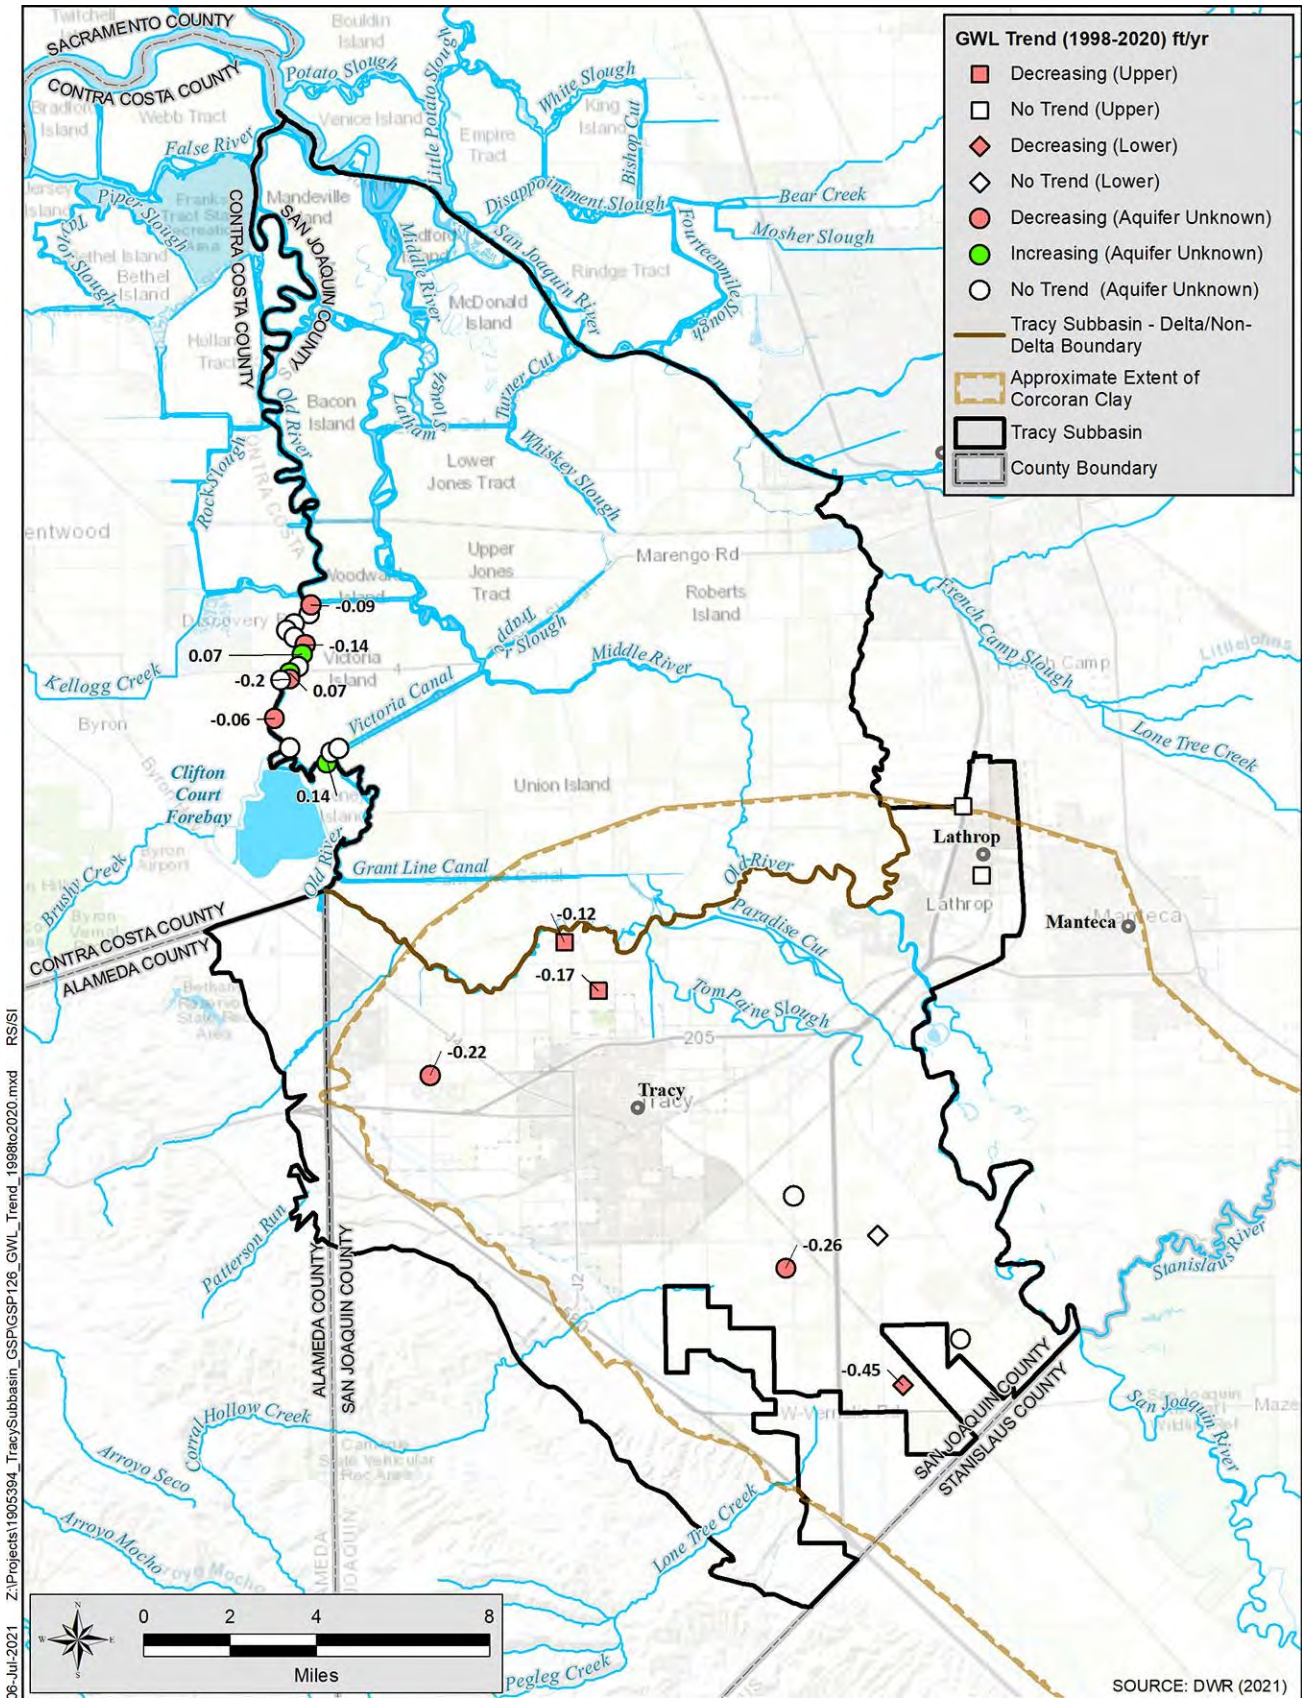 Twitchell
Bouldin
Island
SACRAMENTO COUNTY
CONTRA COSTA COUNTY
Potato Slough
Little Potato Slough
White Slough
King
Island
Bishop Cut
Webb Tract
Venice Island
Empire
Tract
Island
False River
Disappointment Slough
Bear Creek
Mosher Slough
Fourteenmile
Slough
Piper Slough
Taylor Slough
Bethel
Island
CONTRA COSTA COUNTY
SAN JOAQUIN COUNTY
Mandeville
Middle River
San Joaquin River
Rindge Tract
McDonald
Island
Tract
Old River
Bacon
Island
Latham
Slough
Turner Cut
Whiskey Slough
Lower
Jones Tract
Rock Slough
Upper
Jones
Tract
Marengo Rd
Roberts
Island
French Camp Slough
Littlejohns
Lone Tree Creek
-0.09
-0.14
0.07
Victoria
Island
4
-0.2
0.07
-0.06
Kellogg Creek
Byron
Victoria Canal
Middle River
Clifton
Court
Forebay
0.14
Union Island
Byron
Airport
Brushy Creek
Old River
Grant Line Canal
Old River
Lathrop
Lathrop
Manteca
Manteca
CONTRA COSTA COUNTY
ALAMEDA COUNTY
-0.12
-0.17
Paradise Cut
Tom Paine Slough
205
-0.22
Tracy
Tracy
Patterson Run
ALAMEDA COUNTY
SAN JOAQUIN COUNTY
J2
580
-0.26
-0.45
Stanislaus River
SAN JOAQUIN COUNTY
STANISLAUS COUNTY
San Joaquin River
Corral Hollow Creek
Arroyo Seco
Arroyo Mocho
Lone Tree Creek
Pegleg Creek
GWL Trend (1998-2020) ft/yr
Decreasing (Upper)
No Trend (Upper)
Decreasing (Lower)
No Trend (Lower)
Decreasing (Aquifer Unknown)
Increasing (Aquifer Unknown)
No Trend (Aquifer Unknown)
Tracy Subbasin - Delta/Non-
Delta Boundary
Approximate Extent of
Corcoran Clay
Tracy Subbasin
County Boundary
N
W E
S
0 2 4 8
Miles
SOURCE: DWR (2021)
06-Jul-2021 Z:\Projects\1905394_TracySubbasin_GSP\GSP126_GWL_Trend_1998to2020.mxd RS/SI